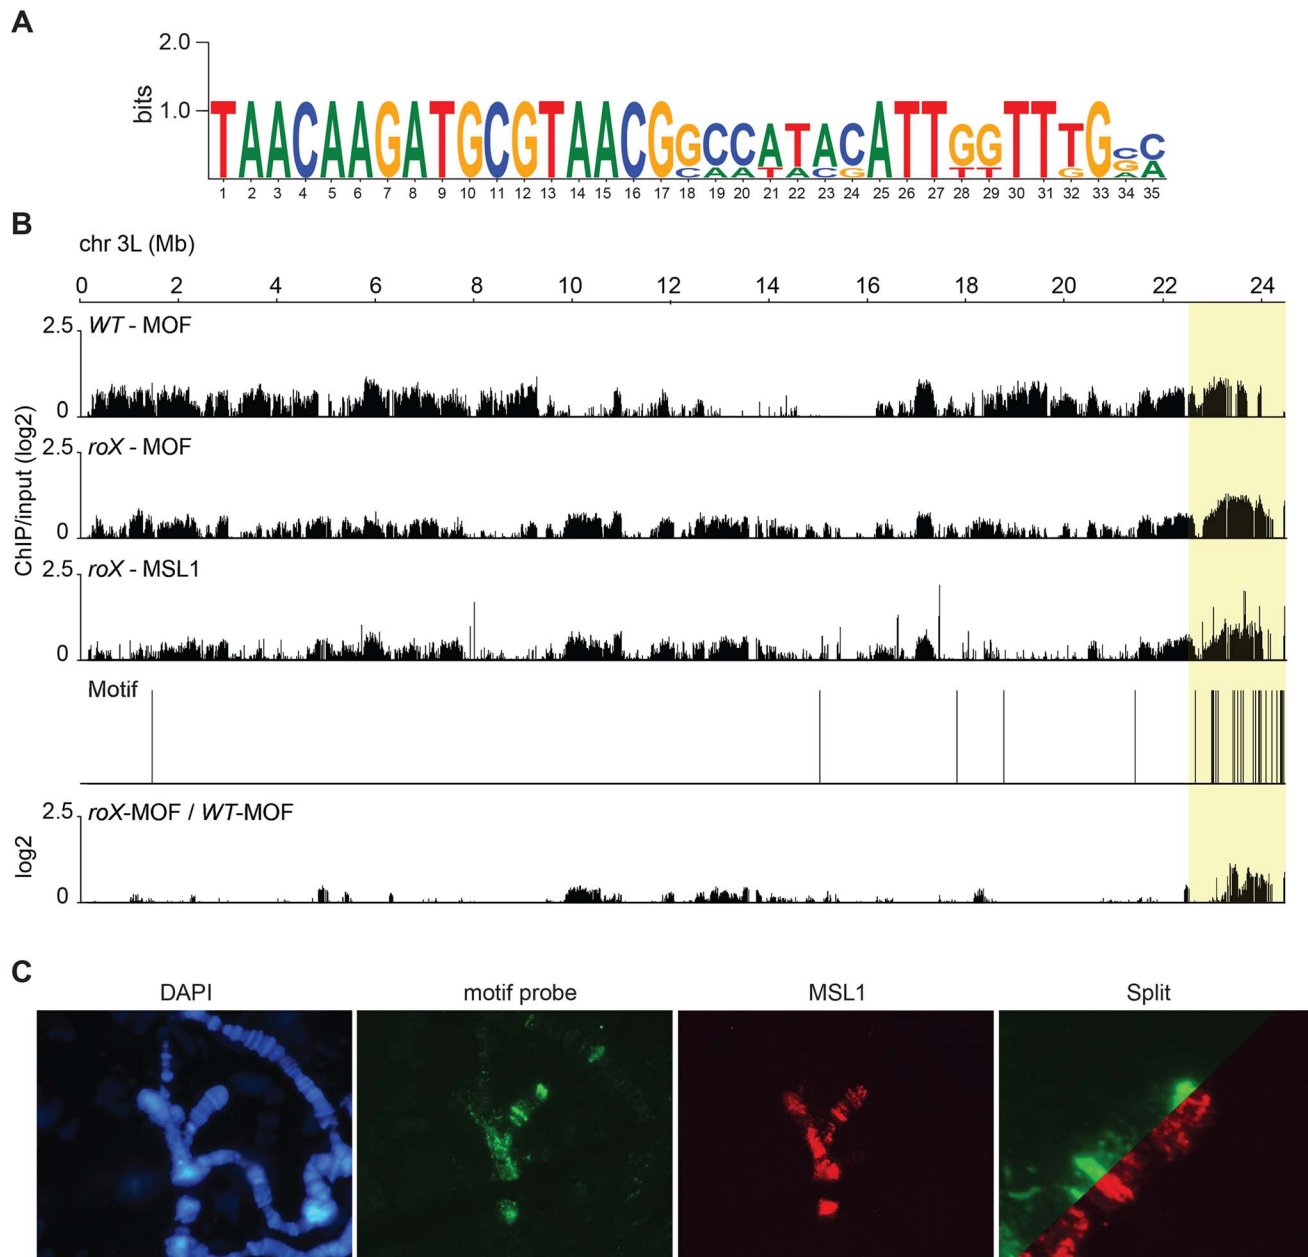 A
2.0
bits
1.0
TAACAAGATGCGTAACGGCCATACATTGGTTTGCC
CAATACGTTGGA
A
1 2 3 4 5 6 7 8 9 10 11 12 13 14 15 16 17 18 19 20 21 22 23 24 25 26 27 28 29 30 31 32 33 34 35
B
chr 3L (Mb)
0 2 4 6 8 10 12 14 16 18 20 22 24
2.5 WT - MOF
0
ChIP/input (log2)
2.5 roX - MOF
0
2.5 roX - MSL1
0
Motif
2.5 roX-MOF / WT-MOF
log2
0
C
DAPI motif probe MSL1 Split